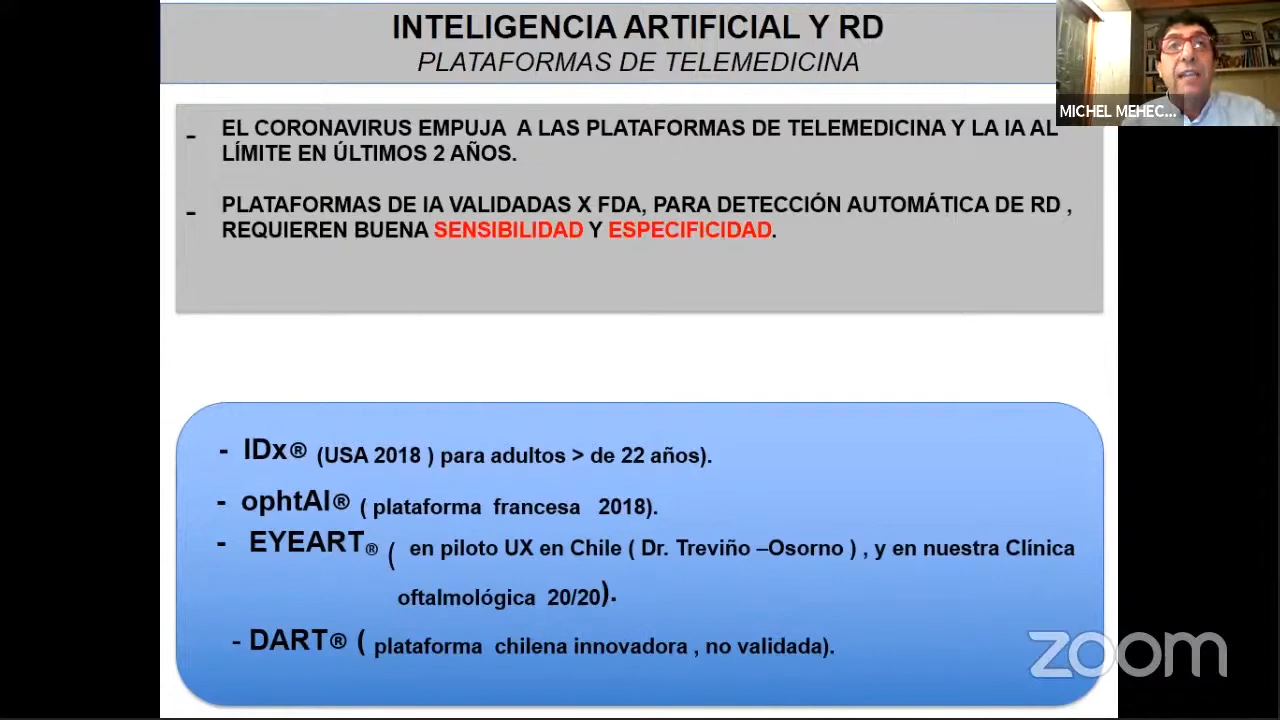 INTELIGENCIA ARTIFICIAL Y RD
PLATAFORMAS DE TELEMEDICINA
MICHEL MEHEC...
- EL CORONAVIRUS EMPUJA A LAS PLATAFORMAS DE TELEMEDICINA Y LA IA AL
LÍMITE EN ÚLTIMOS 2 AÑOS.
- PLATAFORMAS DE IA VALIDADAS X FDA, PARA DETECCIÓN AUTOMÁTICA DE RD ,
REQUIEREN BUENA SENSIBILIDAD Y ESPECIFICIDAD.
- IDx® (USA 2018 ) para adultos > de 22 años).
- ophtAI® ( plataforma francesa 2018).
- EYEART® ( en piloto UX en Chile ( Dr. Treviño –Osorno ) , y en nuestra Clínica
oftalmológica 20/20).
- DART® ( plataforma chilena innovadora , no validada).
zoom